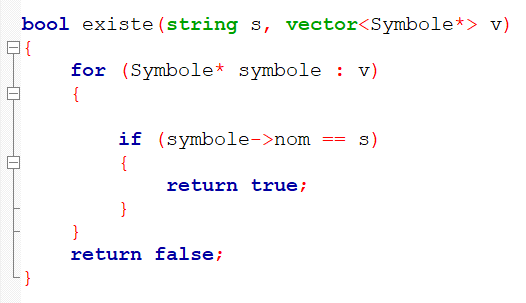 bool existe(string s, vector<Symbole*> v)
{
for (Symbole* symbole : v)
{
if (symbole->nom == s)
{
return true;
}
}
return false;
}